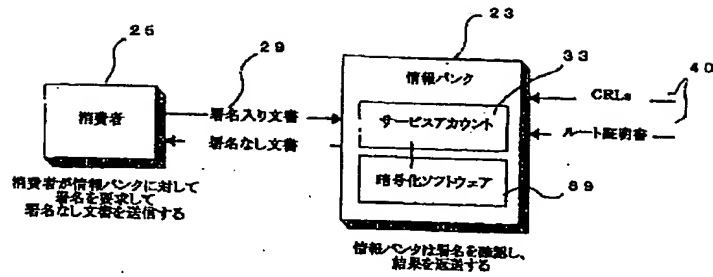 25
29
23
33
40
消費者
情報バンク
署名入り文書
署名なし文書
サービスアカウント
CRLs
ルート証明書
暗号化ソフトウェア
89
消費者が情報バンクに対して
署名を要求して
署名なし文書を送信する
情報バンクは署名を確認し、
結果を返送する